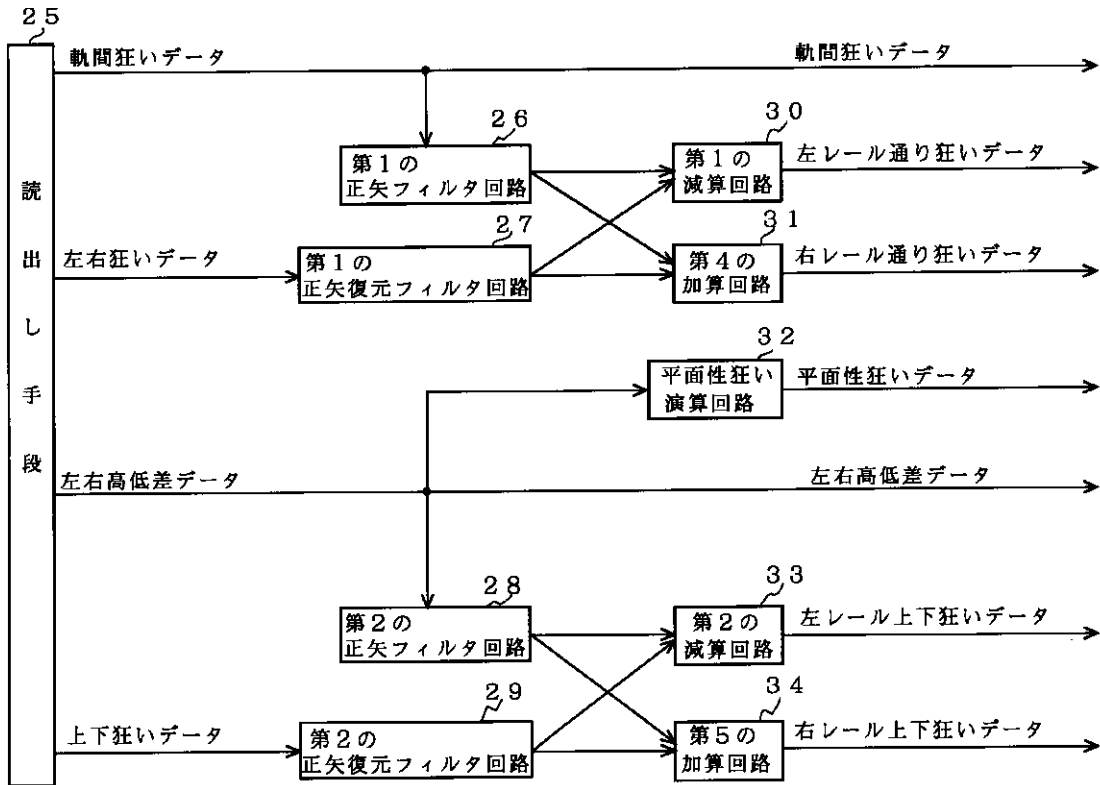 ２５
軌間狂いデータ
軌間狂いデータ
２６
３０
第１の
正矢フィルタ回路
第１の
減算回路
左レール通り狂いデータ
読出し手段
２７
３１
左右狂いデータ
第１の
正矢復元フィルタ回路
第４の
加算回路
右レール通り狂いデータ
３２
平面性狂い
演算回路
平面性狂いデータ
左右高低差データ
左右高低差データ
２８
３３
第２の
正矢フィルタ回路
第２の
減算回路
左レール上下狂いデータ
２９
３４
上下狂いデータ
第２の
正矢復元フィルタ回路
第５の
加算回路
右レール上下狂いデータ